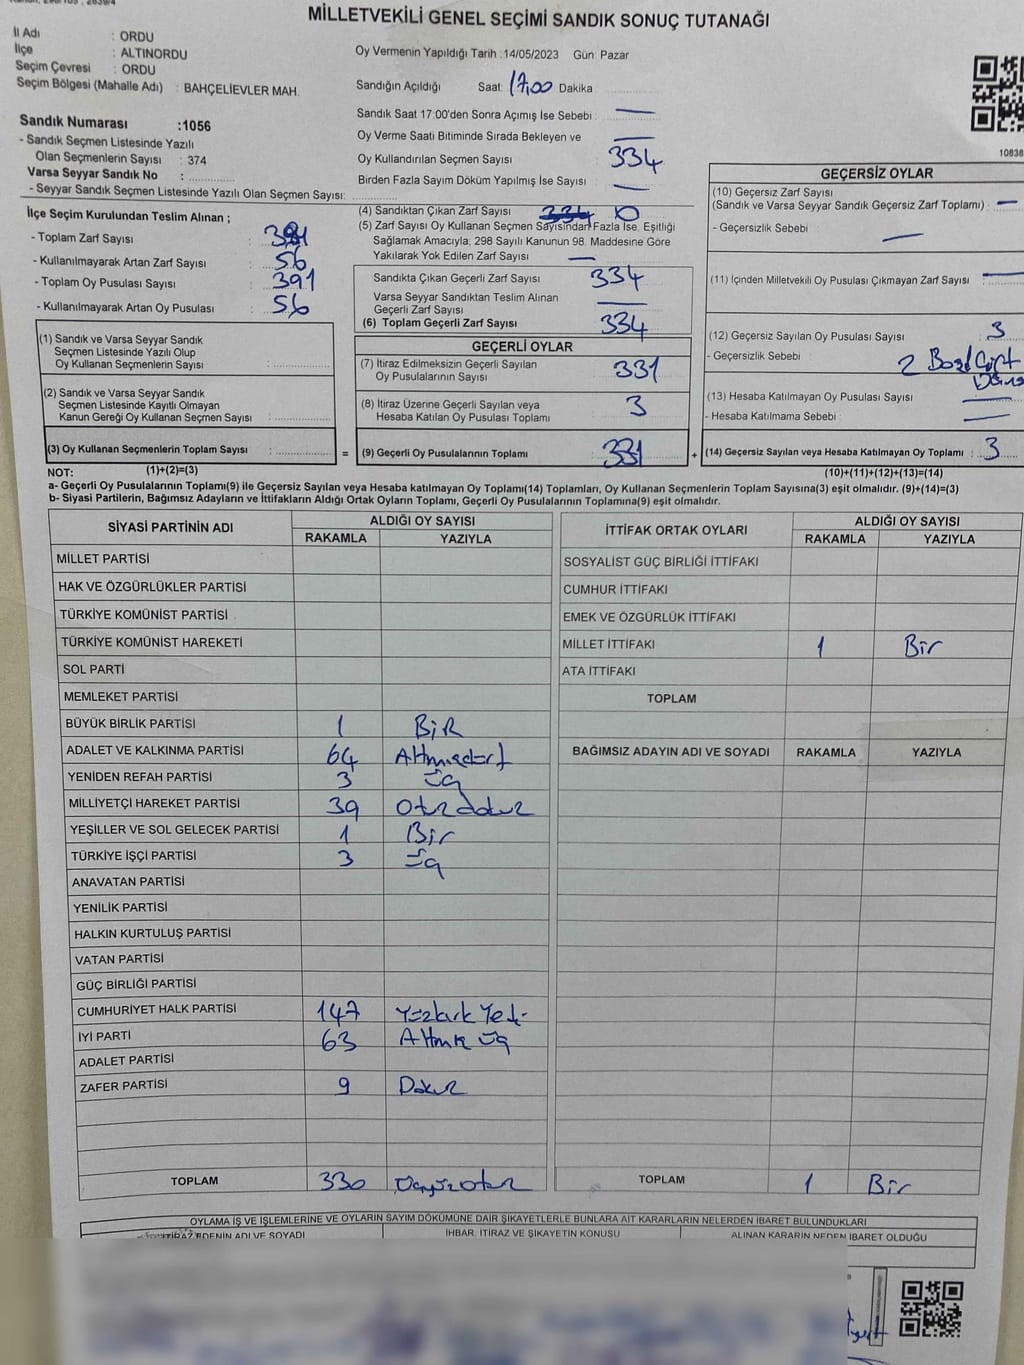 MİLLETVEKİLİ GENEL SEÇİMİ SANDIK SONUÇ TUTANAĞI
İl Adı : ORDU
İlçe : ALTINORDU
Seçim Çevresi : ORDU
Seçim Bölgesi (Mahalle Adı) : BAHÇELİEVLER MAH.
Sandık Numarası :1056
- Sandık Seçmen Listesinde Yazılı
Olan Seçmenlerin Sayısı : 374
Varsa Seyyar Sandık No :
- Seyyar Sandık Seçmen Listesinde Yazılı Olan Seçmen Sayısı:
Oy Vermenin Yapıldığı Tarih :14/05/2023 Gün: Pazar
Sandığın Açıldığı Saat: 17,00 Dakika
Sandık Saat 17:00'den Sonra Açımış İse Sebebi : —
Oy Verme Saati Bitiminde Sırada Bekleyen ve —
Oy Kullandırılan Seçmen Sayısı 334
Birden Fazla Sayım Döküm Yapılmış İse Sayısı : —
10836
İlçe Seçim Kurulundan Teslim Alınan ;
- Toplam Zarf Sayısı :
- Kullanılmayarak Artan Zarf Sayısı : 56
- Toplam Oy Pusulası Sayısı : 391
- Kullanılmayarak Artan Oy Pusulası : 56
(4) Sandıktan Çıkan Zarf Sayısı 334 0
(5) Zarf Sayısı Oy Kullanan Seçmen Sayısından Fazla İse, Eşitliği
Sağlamak Amacıyla; 298 Sayılı Kanunun 98. Maddesine Göre
Yakılarak Yok Edilen Zarf Sayısı : —
Sandıkta Çıkan Geçerli Zarf Sayısı 334
Varsa Seyyar Sandıktan Teslim Alınan
Geçerli Zarf Sayısı : —
(6) Toplam Geçerli Zarf Sayısı 334
GEÇERSİZ OYLAR
(10) Geçersiz Zarf Sayısı
(Sandık ve Varsa Seyyar Sandık Geçersiz Zarf Toplamı) : —
- Geçersizlik Sebebi : —
(11) İçinden Milletvekili Oy Pusulası Çıkmayan Zarf Sayısı : —
(12) Geçersiz Sayılan Oy Pusulası Sayısı : 3
- Geçersizlik Sebebi : 2
(13) Hesaba Katılmayan Oy Pusulası Sayısı : —
- Hesaba Katılmama Sebebi : —
(1) Sandık ve Varsa Seyyar Sandık
Seçmen Listesinde Yazılı Olup
Oy Kullanan Seçmenlerin Sayısı :
(2) Sandık ve Varsa Seyyar Sandık
Seçmen Listesinde Kayıtlı Olmayan
Kanun Gereği Oy Kullanan Seçmen Sayısı :
GEÇERLİ OYLAR
(7) İtiraz Edilmeksizin Geçerli Sayılan
Oy Pusulalarının Sayısı : 331
(8) İtiraz Üzerine Geçerli Sayılan veya
Hesaba Katılan Oy Pusulası Toplamı : 3
(3) Oy Kullanan Seçmenlerin Toplam Sayısı : = (9) Geçerli Oy Pusulalarının Toplamı : 331 + (14) Geçersiz Sayılan veya Hesaba Katılmayan Oy Toplamı : 3
NOT: (1)+(2)=(3) (10)+(11)+(12)+(13)=(14)
a- Geçerli Oy Pusulalarının Toplamı(9) ile Geçersiz Sayılan veya Hesaba katılmayan Oy Toplamı(14) Toplamları, Oy Kullanan Seçmenlerin Toplam Sayısına(3) eşit olmalıdır. (9)+(14)=(3)
b- Siyasi Partilerin, Bağımsız Adayların ve İttifakların Aldığı Ortak Oyların Toplamı, Geçerli Oy Pusulalarının Toplamına(9) eşit olmalıdır.
SİYASİ PARTİNİN ADI ALDIĞI OY SAYISI
RAKAMLA YAZIYLA
MİLLET PARTİSİ
HAK VE ÖZGÜRLÜKLER PARTİSİ
TÜRKİYE KOMÜNİST PARTİSİ
TÜRKİYE KOMÜNİST HAREKETİ
SOL PARTİ
MEMLEKET PARTİSİ
BÜYÜK BİRLİK PARTİSİ 1 BİR
ADALET VE KALKINMA PARTİSİ 64 Altmışdört
YENİDEN REFAH PARTİSİ 3 Üç
MİLLİYETÇİ HAREKET PARTİSİ 39 Otuzdokuz
YEŞİLLER VE SOL GELECEK PARTİSİ 1 Bir
TÜRKİYE İŞÇİ PARTİSİ 3 Üç
ANAVATAN PARTİSİ
YENİLİK PARTİSİ
HALKIN KURTULUŞ PARTİSİ
VATAN PARTİSİ
GÜÇ BİRLİĞİ PARTİSİ
CUMHURİYET HALK PARTİSİ 147 Yüzkırk Yedi
İYİ PARTİ 63 Altmış Üç
ADALET PARTİSİ
ZAFER PARTİSİ 9 Dokuz
TOPLAM 330 Üçyüzotuz
İTTİFAK ORTAK OYLARI ALDIĞI OY SAYISI
RAKAMLA YAZIYLA
SOSYALİST GÜÇ BİRLİĞİ İTTİFAKI
CUMHUR İTTİFAKI
EMEK VE ÖZGÜRLÜK İTTİFAKI
MİLLET İTTİFAKI 1 Bir
ATA İTTİFAKI
TOPLAM
BAĞIMSIZ ADAYIN ADI VE SOYADI RAKAMLA YAZIYLA
TOPLAM 1 Bir
OYLAMA İŞ VE İŞLEMLERİNE VE OYLARIN SAYIM DÖKÜMÜNE DAİR ŞİKAYETLERLE BUNLARA AİT KARARLARIN NELERDEN İBARET BULUNDUKLARI
İTİRAZ EDENİN ADI VE SOYADI İHBAR, İTİRAZ VE ŞİKAYETİN KONUSU ALINAN KARARIN NEDEN İBARET OLDUĞU